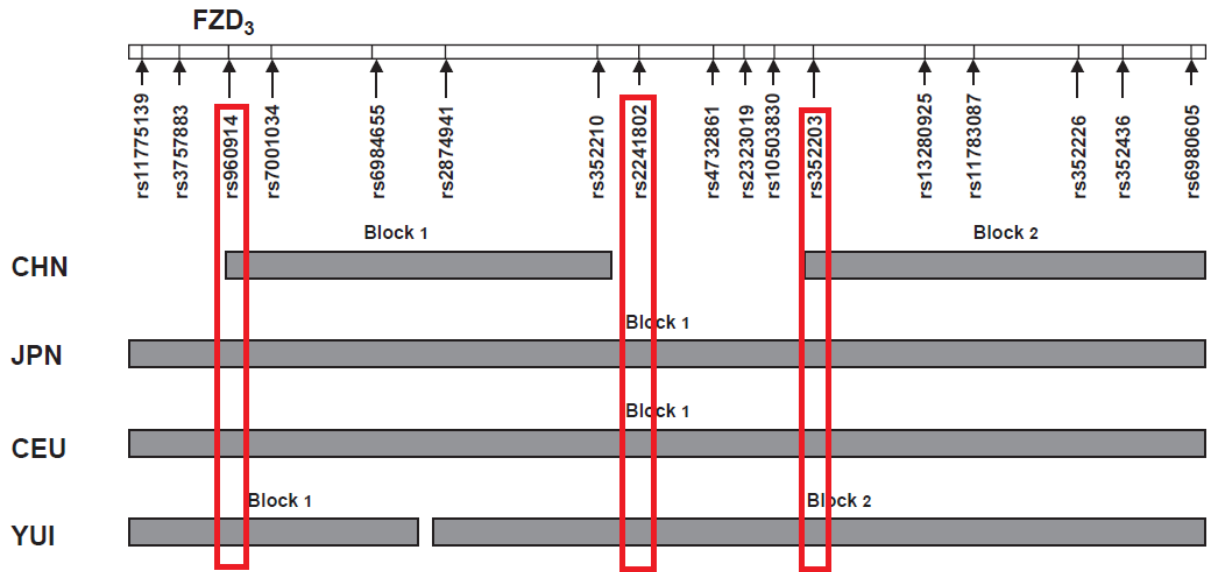 FZD3
rs11775139
rs3757883
rs960914
rs7001034
rs6984655
rs2874941
rs352210
rs2241802
rs4732861
rs2323019
rs10503830
rs352203
rs13280925
rs11783087
rs352226
rs352436
rs6980605
Block 1
Block 2
CHN
Block 1
JPN
Block 1
CEU
Block 1
Block 2
YUI